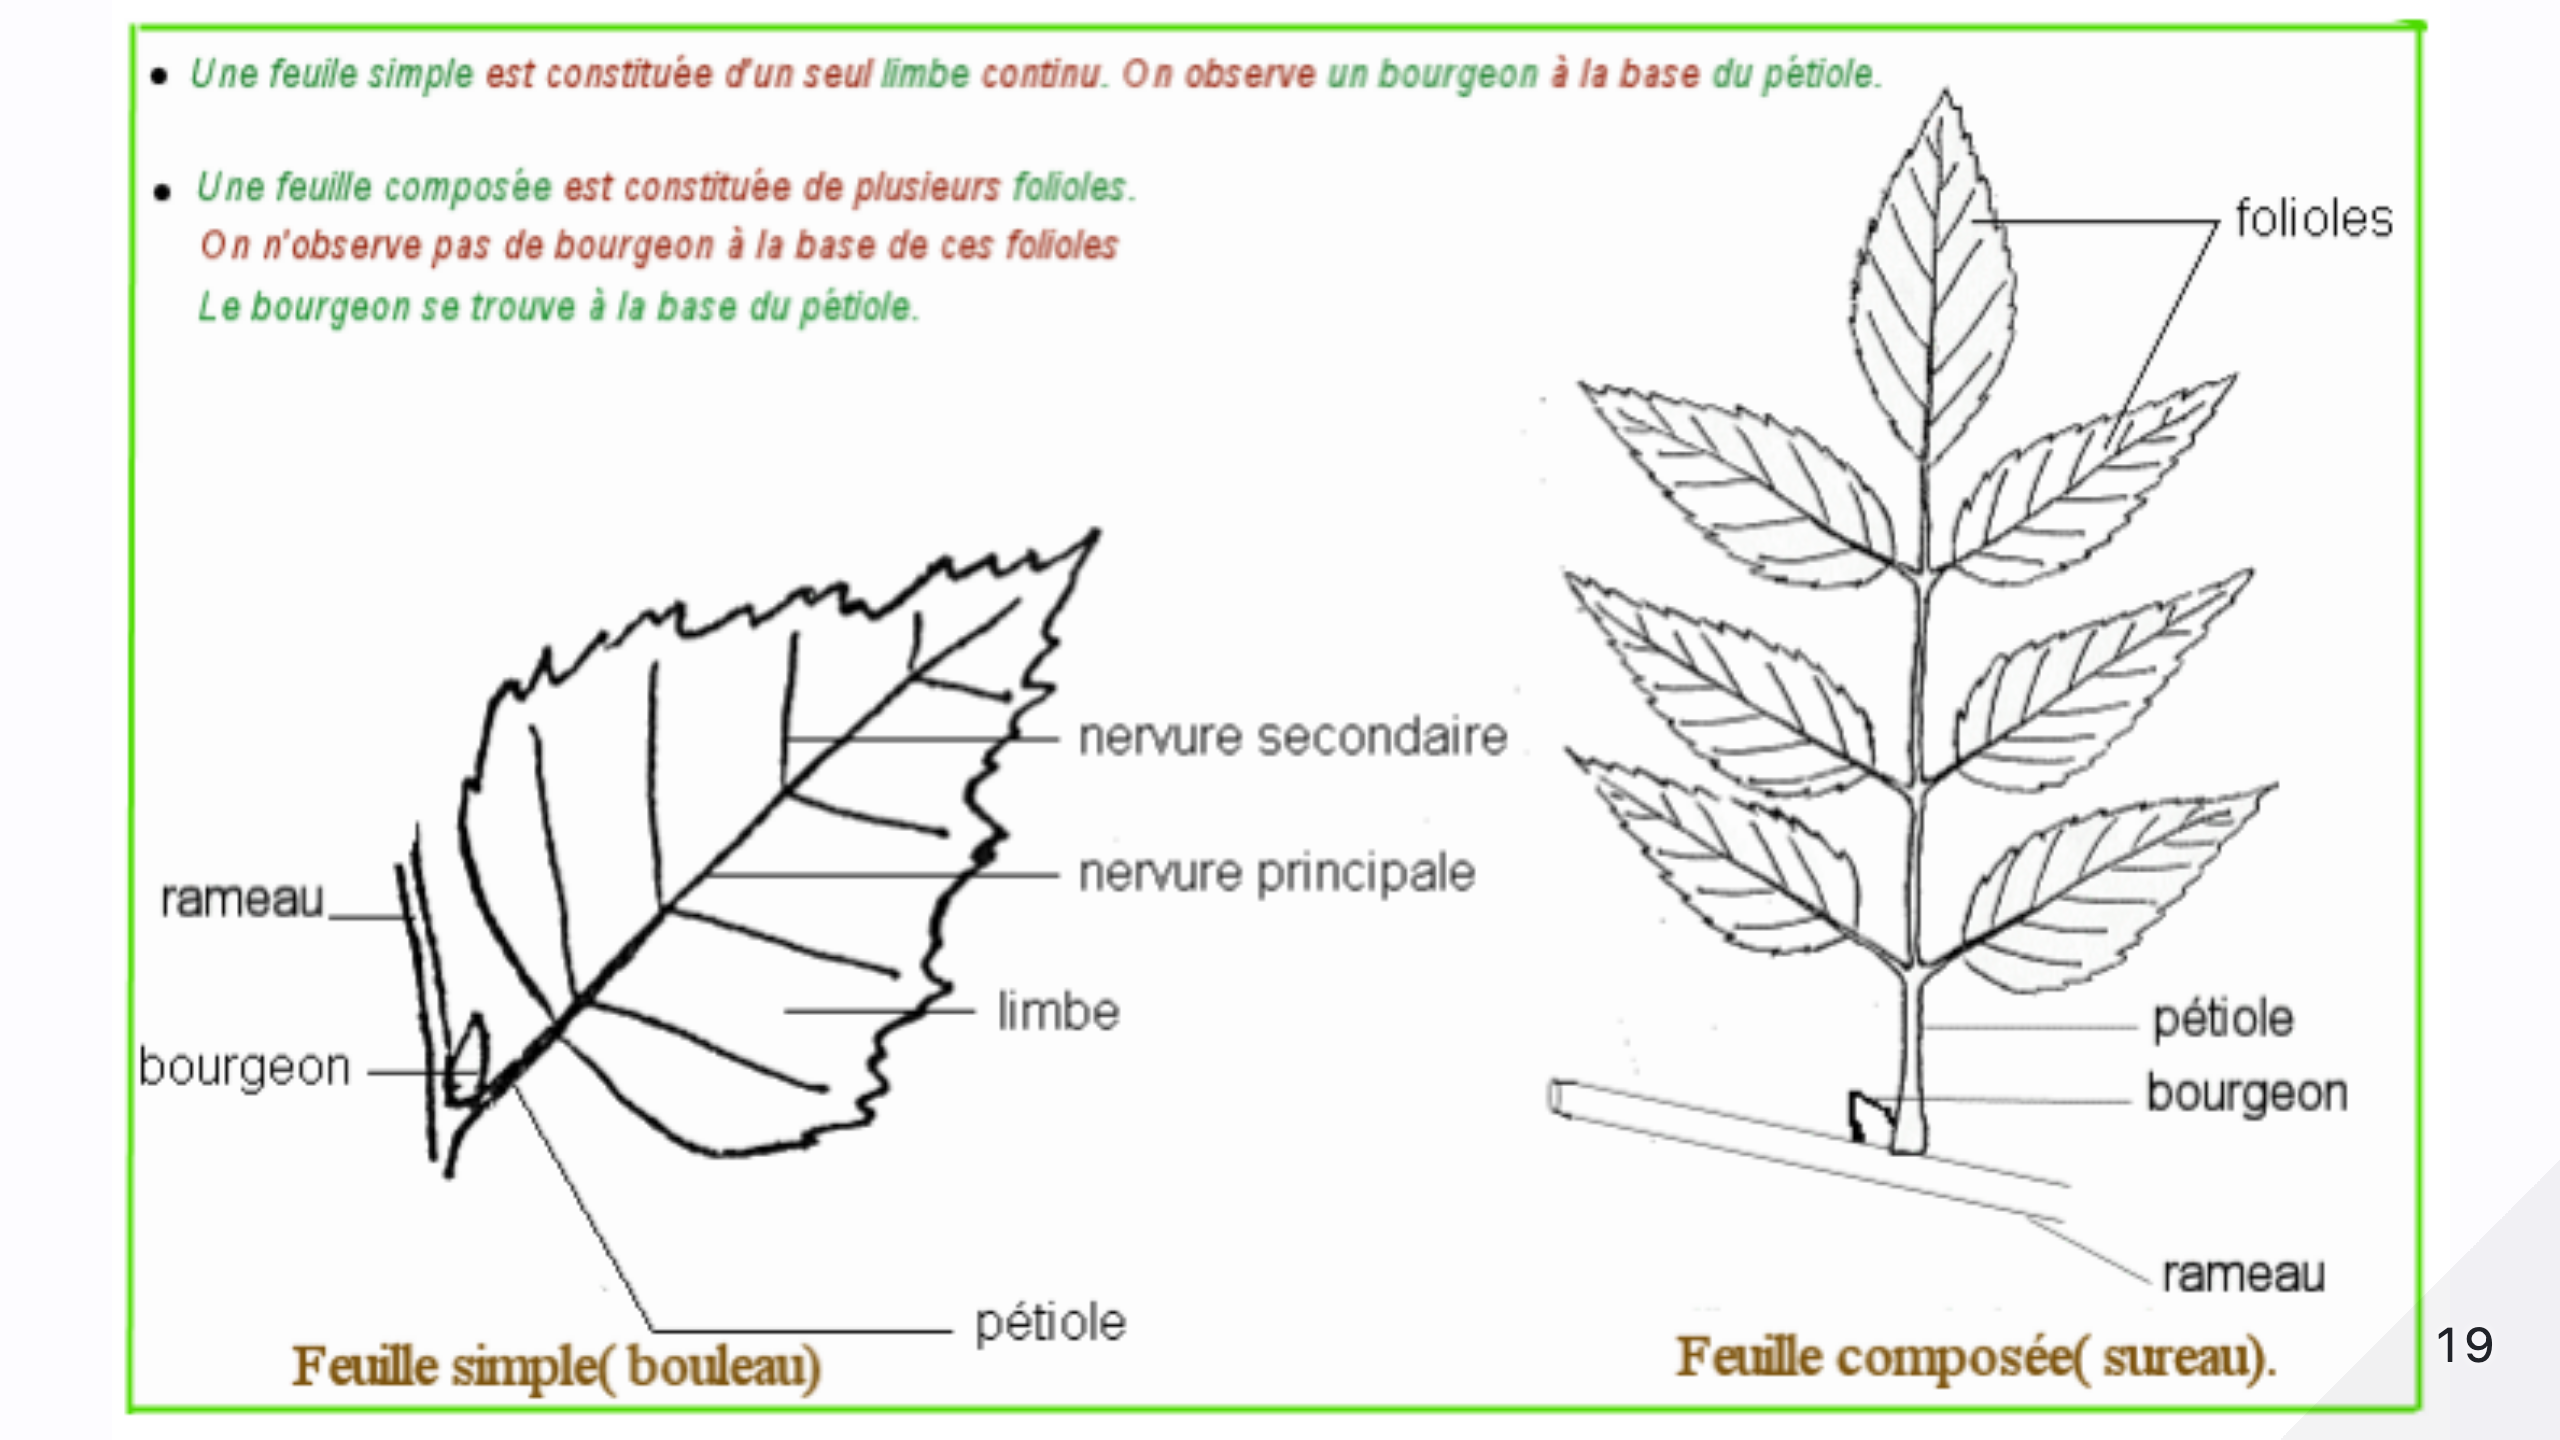 • Une feuile simple est constituée d'un seul limbe continu. On observe un bourgeon à la base du pétiole.
• Une feuille composée est constituée de plusieurs folioles.
On n'observe pas de bourgeon à la base de ces folioles
Le bourgeon se trouve à la base du pétiole.
folioles
nervure secondaire
nervure principale
rameau
limbe
bourgeon
pétiole
bourgeon
rameau
pétiole
Feuille simple( bouleau)
Feuille composée( sureau).
19